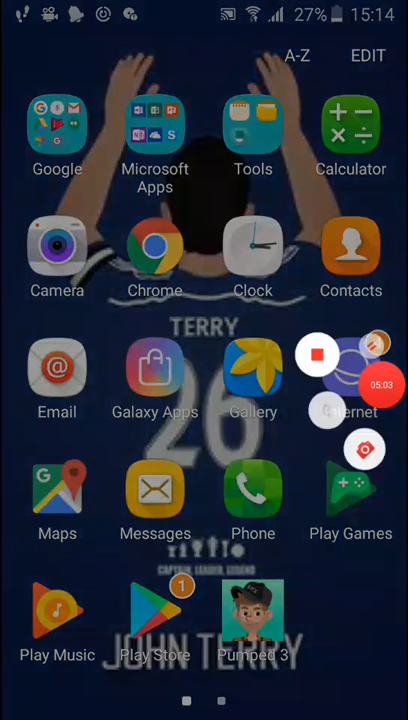 27% 15:14
A-Z EDIT
Google Microsoft Apps Tools Calculator
Camera Chrome Clock Contacts
TERRY
26
05:03
Email Galaxy Apps Gallery Internet
Maps Messages Phone Play Games
CAPTAIN. LEADER. LEGEND.
1
JOHN TERRY
Play Music Play Store Pumped 3